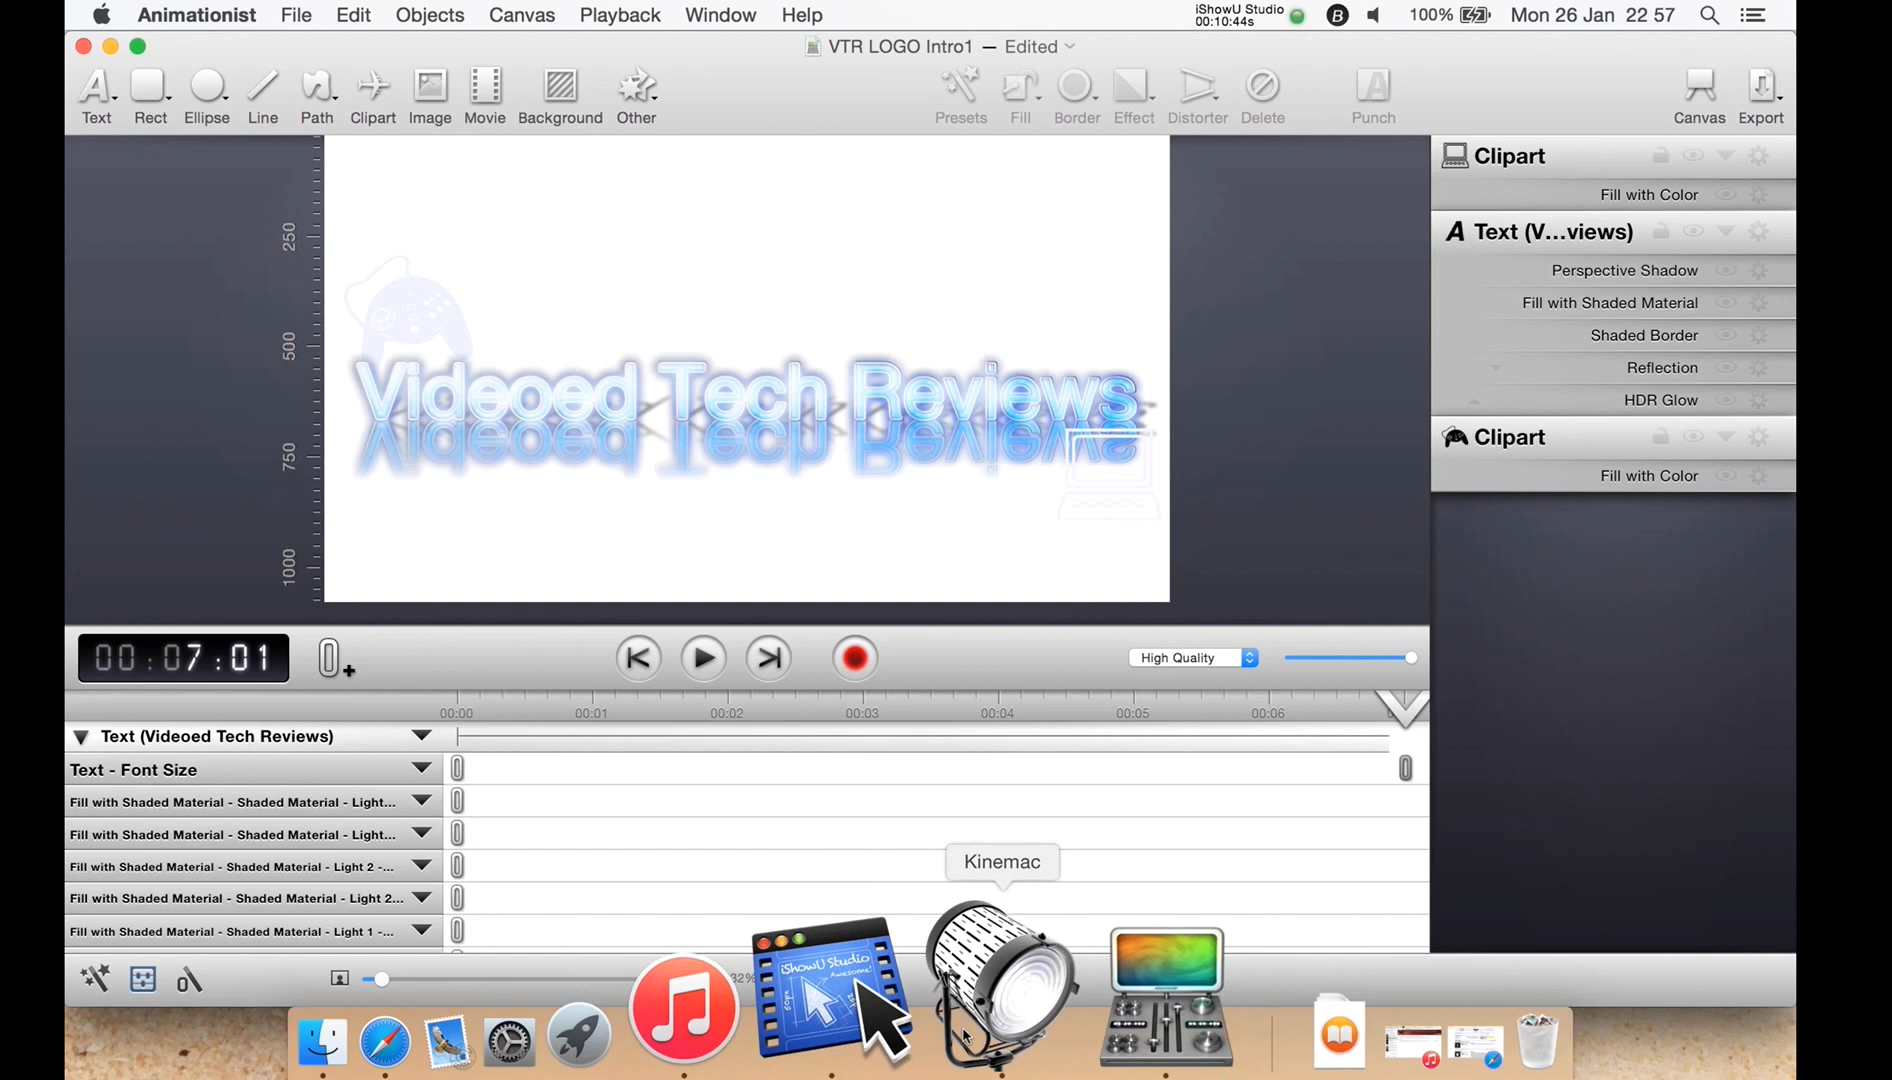 Animationist File Edit Objects Canvas Playback Window Help
iShowU Studio
00:10:44s
100% Mon 26 Jan 22 57
VTR LOGO Intro1 — Edited
Text Rect Ellipse Line Path Clipart Image Movie Background Other
Presets Fill Border Effect Distorter Delete Punch
Canvas Export
250
500
750
1000
Videoed Tech Reviews
Clipart
Fill with Color
Text (V...views)
Perspective Shadow
Fill with Shaded Material
Shaded Border
Reflection
HDR Glow
Clipart
Fill with Color
00:07:01
High Quality
00:00 00:01 00:02 00:03 00:04 00:05 00:06
Text (Videoed Tech Reviews)
Text - Font Size
Fill with Shaded Material - Shaded Material - Light...
Fill with Shaded Material - Shaded Material - Light...
Fill with Shaded Material - Shaded Material - Light 2 -...
Fill with Shaded Material - Shaded Material - Light 2...
Fill with Shaded Material - Shaded Material - Light 1 -...
Kinemac
32%
iShowU Studio
Awesome!